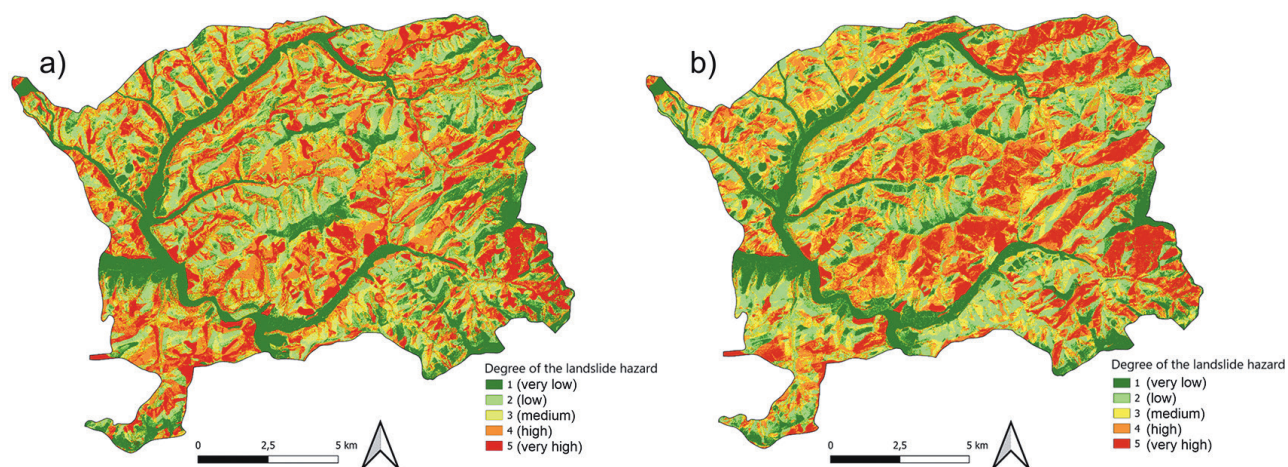 a)
Degree of the landslide hazard
1 (very low)
2 (low)
3 (medium)
4 (high)
5 (very high)
0 2,5 5 km
b)
Degree of the landslide hazard
1 (very low)
2 (low)
3 (medium)
4 (high)
5 (very high)
0 2,5 5 km